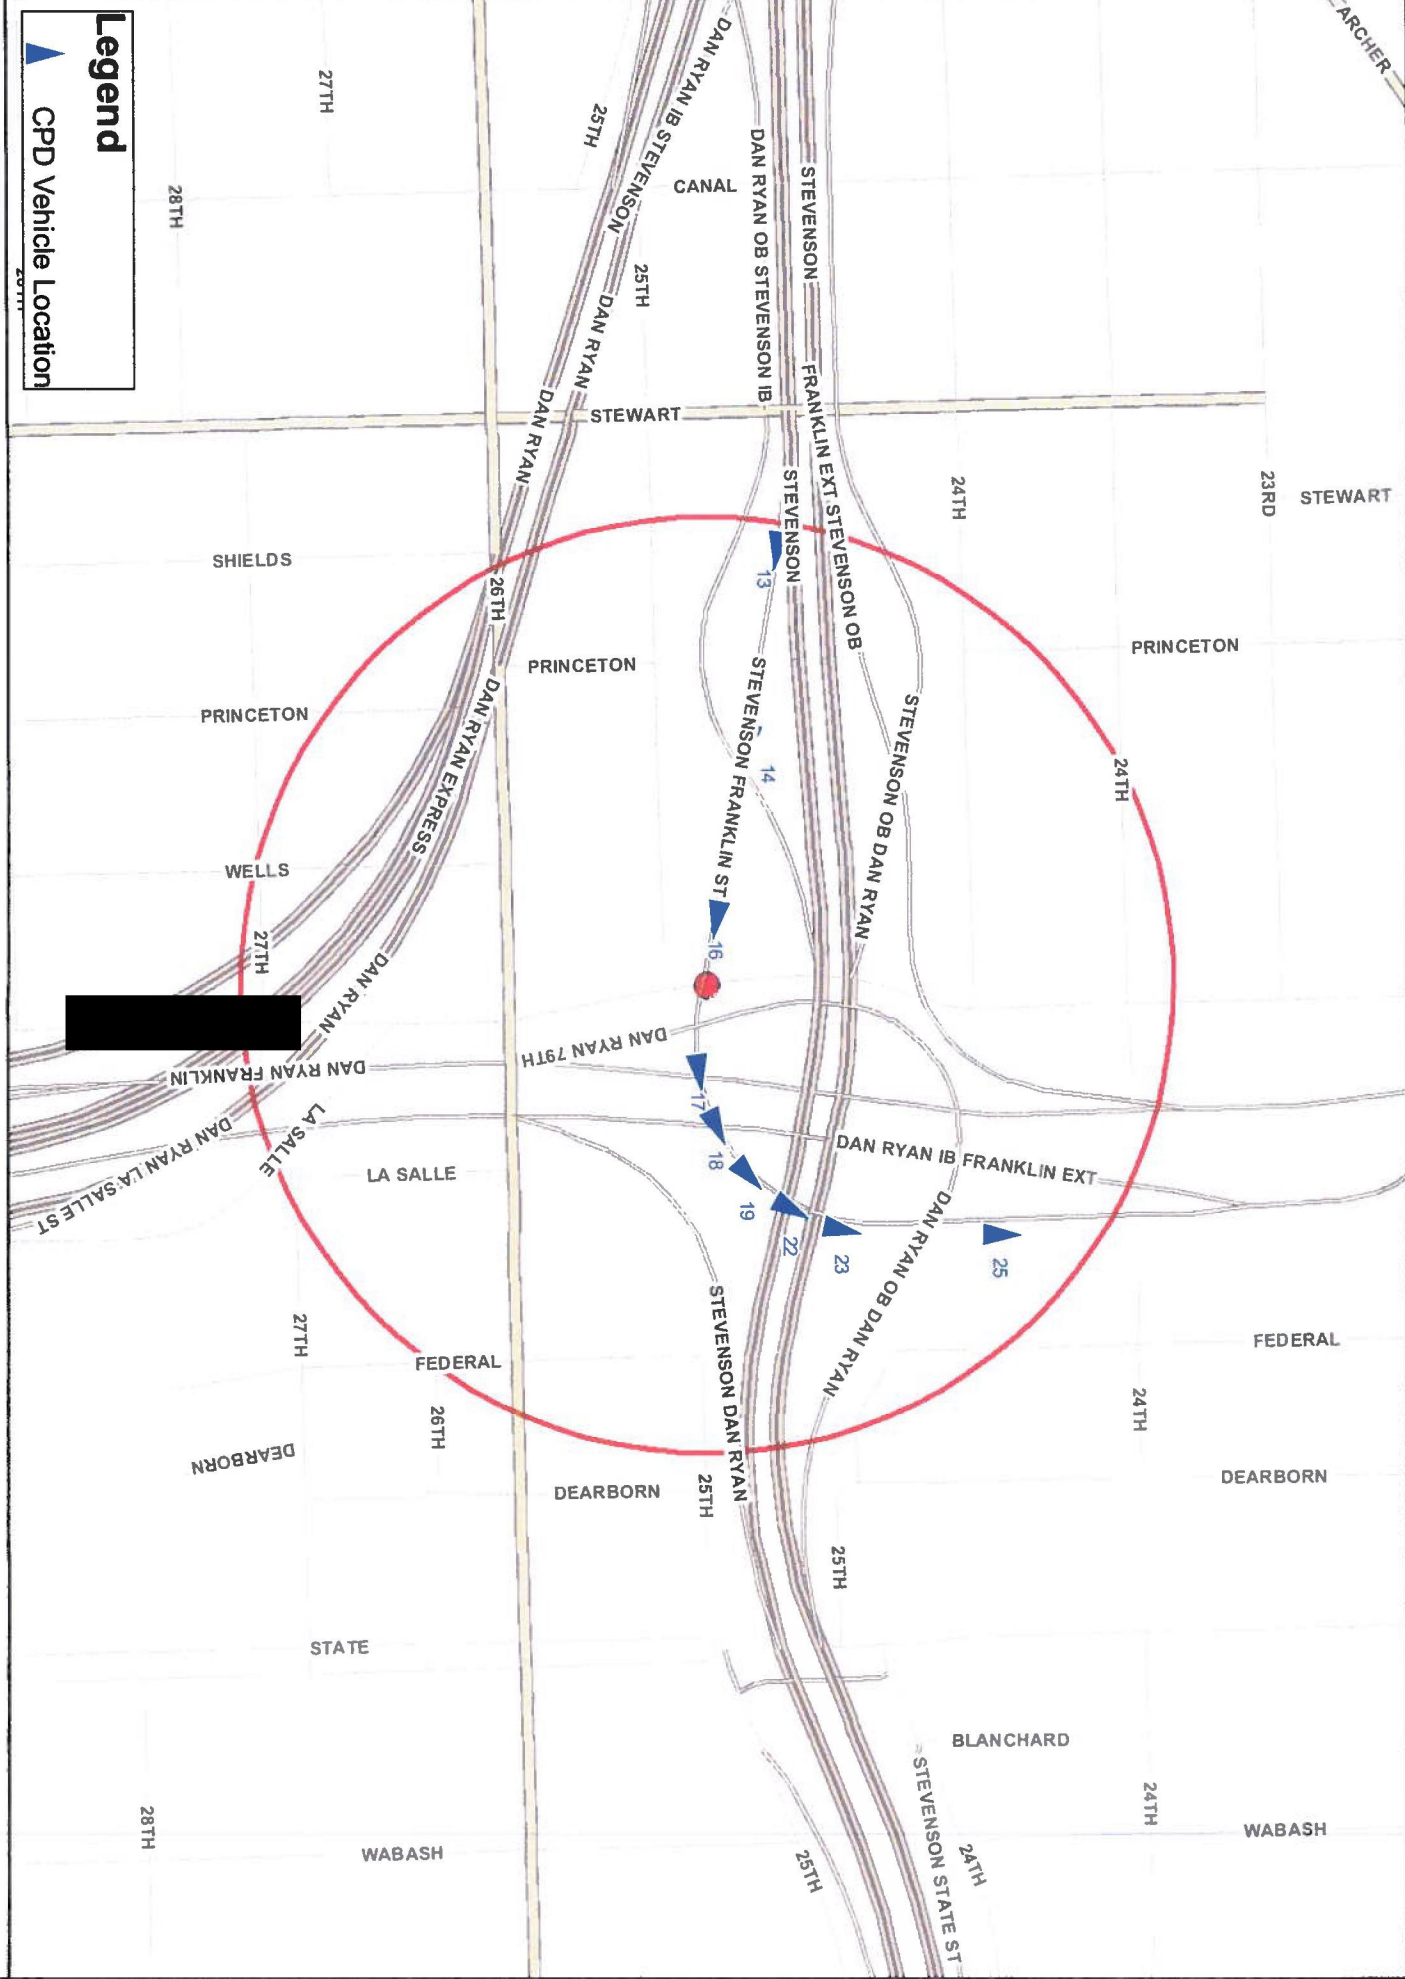 Legend
CPD Vehicle Location
ARCHER
27TH
28TH
25TH
DAN RYAN IB STEVENSON
CANAL
25TH
DAN RYAN
DAN RYAN
DAN RYAN OB STEVENSON IB
STEVENSON
FRANKLIN EXT STEVENSON OB
STEWART
STEVENSON
24TH
23RD
STEWART
SHIELDS
26TH
13
PRINCETON
PRINCETON
PRINCETON
STEVENSON FRANKLIN ST
14
STEVENSON OB DAN RYAN
24TH
DAN RYAN EXPRESS
WELLS
27TH
DAN RYAN
16
DAN RYAN 79TH
DAN RYAN FRANKLIN
17
18
19
22
23
25
DAN RYAN IB FRANKLIN EXT
DAN RYAN OB DAN RYAN
LA SALLE
LA SALLE
DAN RYAN LA SALLE ST
STEVENSON DAN RYAN
27TH
FEDERAL
FEDERAL
26TH
24TH
DEARBORN
DEARBORN
25TH
DEARBORN
25TH
STATE
BLANCHARD
STEVENSON STATE ST
24TH
24TH
28TH
WABASH
25TH
WABASH